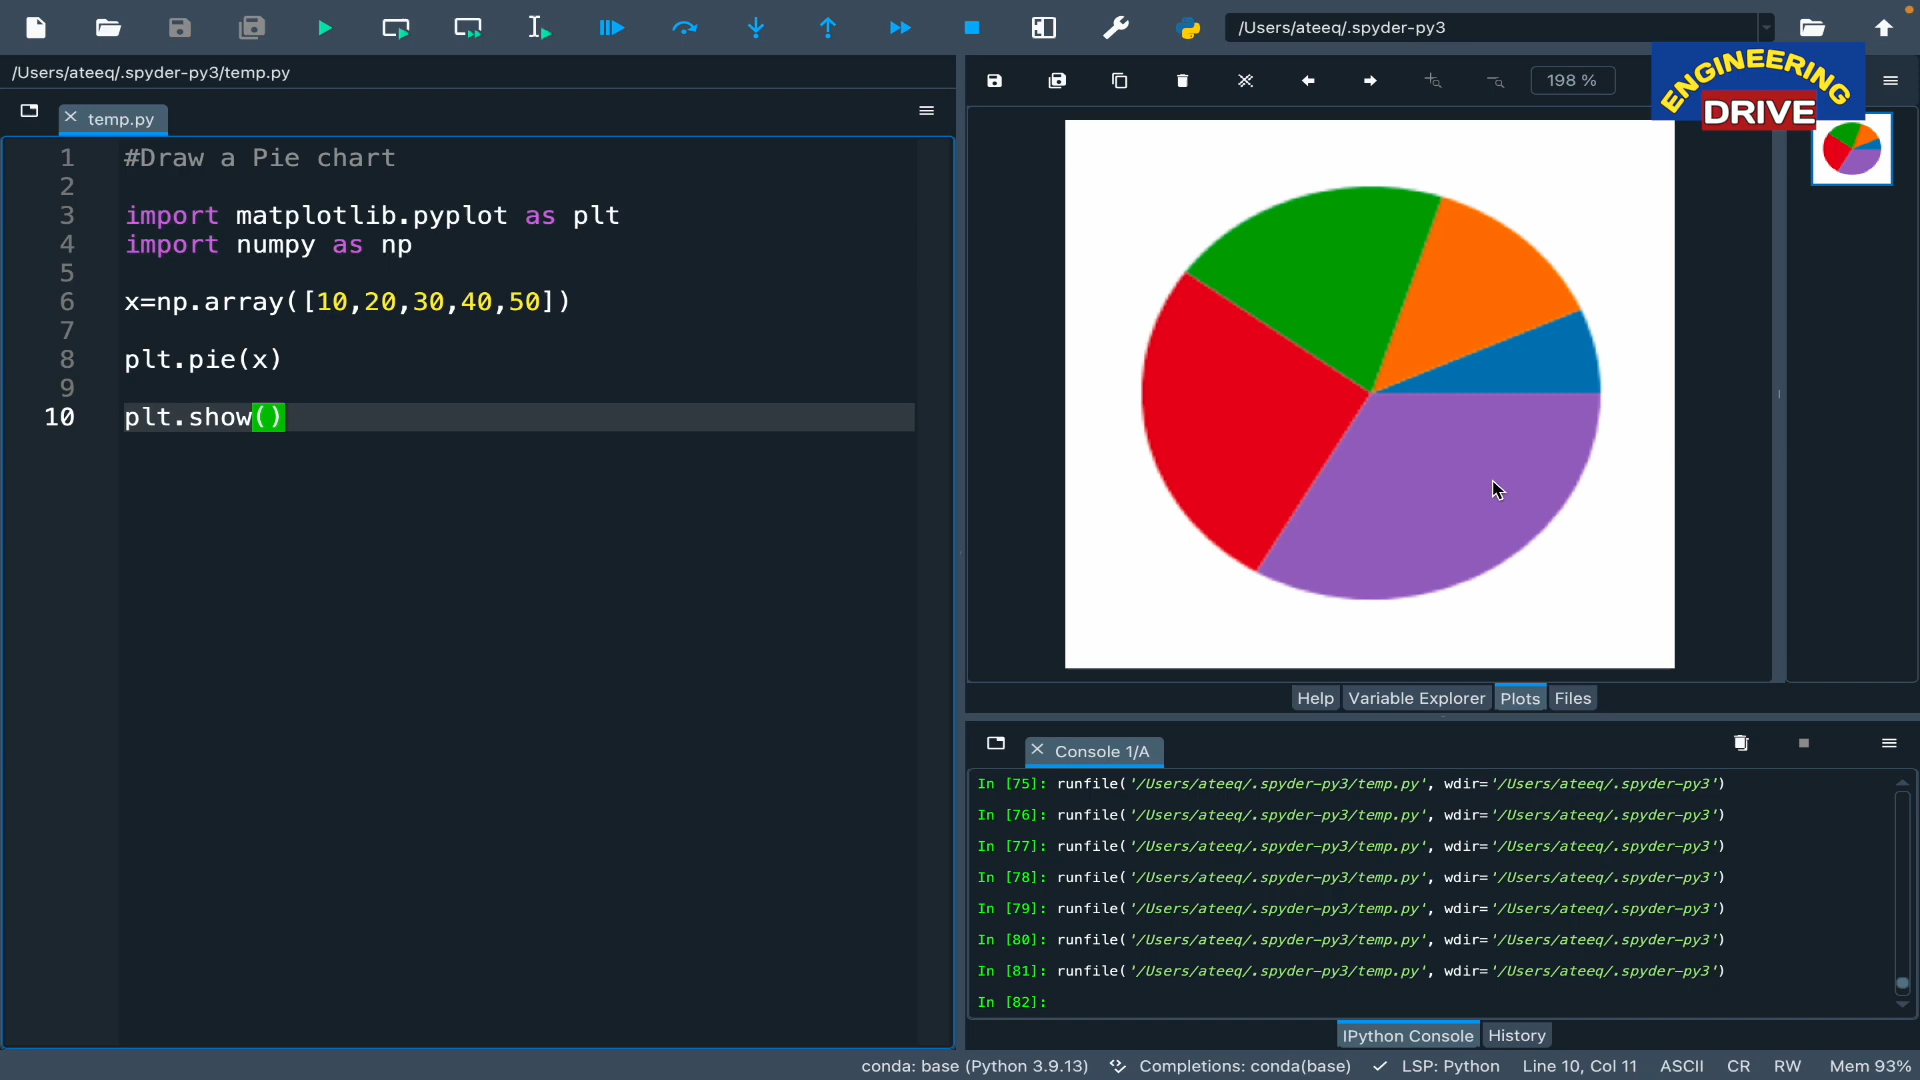 /Users/ateeq/.spyder-py3
/Users/ateeq/.spyder-py3/temp.py
198 %
ENGINEERING
DRIVE
temp.py
1 #Draw a Pie chart
2
3 import matplotlib.pyplot as plt
4 import numpy as np
5
6 x=np.array([10,20,30,40,50])
7
8 plt.pie(x)
9
10 plt.show()
Help Variable Explorer Plots Files
Console 1/A
In [75]: runfile('/Users/ateeq/.spyder-py3/temp.py', wdir='/Users/ateeq/.spyder-py3')
In [76]: runfile('/Users/ateeq/.spyder-py3/temp.py', wdir='/Users/ateeq/.spyder-py3')
In [77]: runfile('/Users/ateeq/.spyder-py3/temp.py', wdir='/Users/ateeq/.spyder-py3')
In [78]: runfile('/Users/ateeq/.spyder-py3/temp.py', wdir='/Users/ateeq/.spyder-py3')
In [79]: runfile('/Users/ateeq/.spyder-py3/temp.py', wdir='/Users/ateeq/.spyder-py3')
In [80]: runfile('/Users/ateeq/.spyder-py3/temp.py', wdir='/Users/ateeq/.spyder-py3')
In [81]: runfile('/Users/ateeq/.spyder-py3/temp.py', wdir='/Users/ateeq/.spyder-py3')
In [82]:
IPython Console History
conda: base (Python 3.9.13) Completions: conda(base) LSP: Python Line 10, Col 11 ASCII CR RW Mem 93%